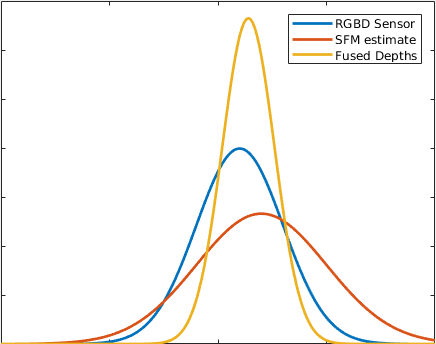 RGBD Sensor
SFM estimate
Fused Depths